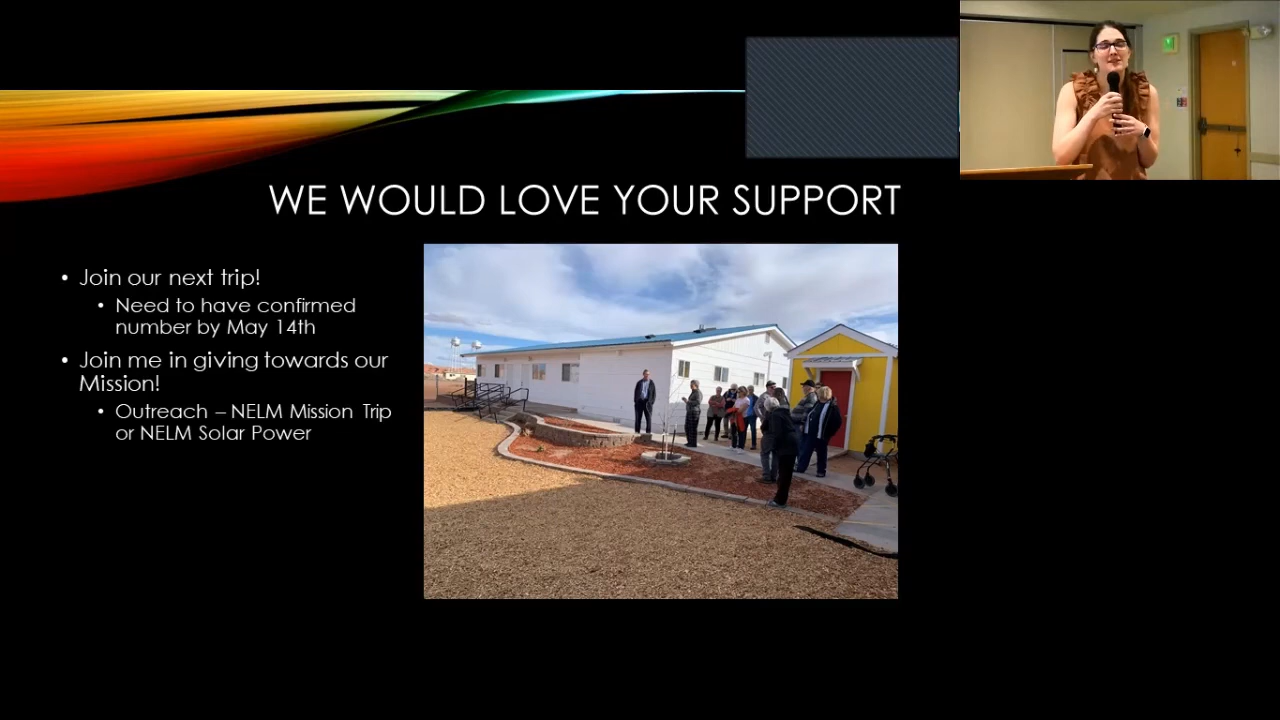 WE WOULD LOVE YOUR SUPPORT
• Join our next trip!
• Need to have confirmed
number by May 14th
• Join me in giving towards our
Mission!
• Outreach – NELM Mission Trip
or NELM Solar Power